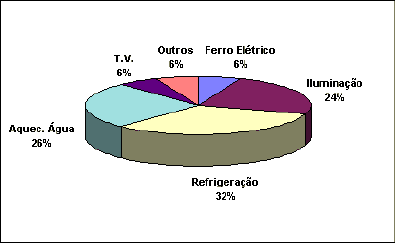 Outros
6%
Ferro Elétrico
6%
T.V.
6%
Iluminação
24%
Aquec. Água
26%
Refrigeração
32%